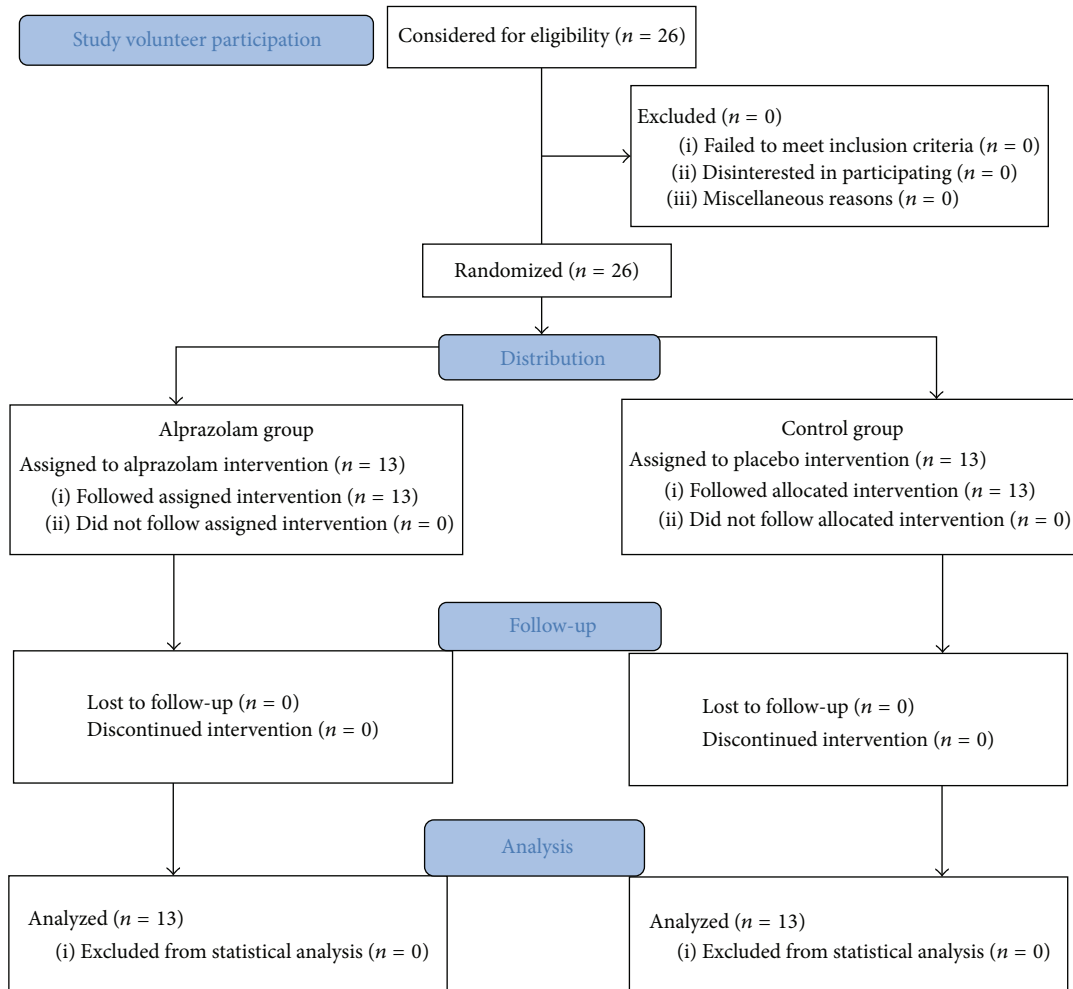 Study volunteer participation
Considered for eligibility (n = 26)
Excluded (n = 0)
(i) Failed to meet inclusion criteria (n = 0)
(ii) Disinterested in participating (n = 0)
(iii) Miscellaneous reasons (n = 0)
Randomized (n = 26)
Distribution
Alprazolam group
Assigned to alprazolam intervention (n = 13)
(i) Followed assigned intervention (n = 13)
(ii) Did not follow assigned intervention (n = 0)
Control group
Assigned to placebo intervention (n = 13)
(i) Followed allocated intervention (n = 13)
(ii) Did not follow allocated intervention (n = 0)
Follow-up
Lost to follow-up (n = 0)
Discontinued intervention (n = 0)
Lost to follow-up (n = 0)
Discontinued intervention (n = 0)
Analysis
Analyzed (n = 13)
(i) Excluded from statistical analysis (n = 0)
Analyzed (n = 13)
(i) Excluded from statistical analysis (n = 0)